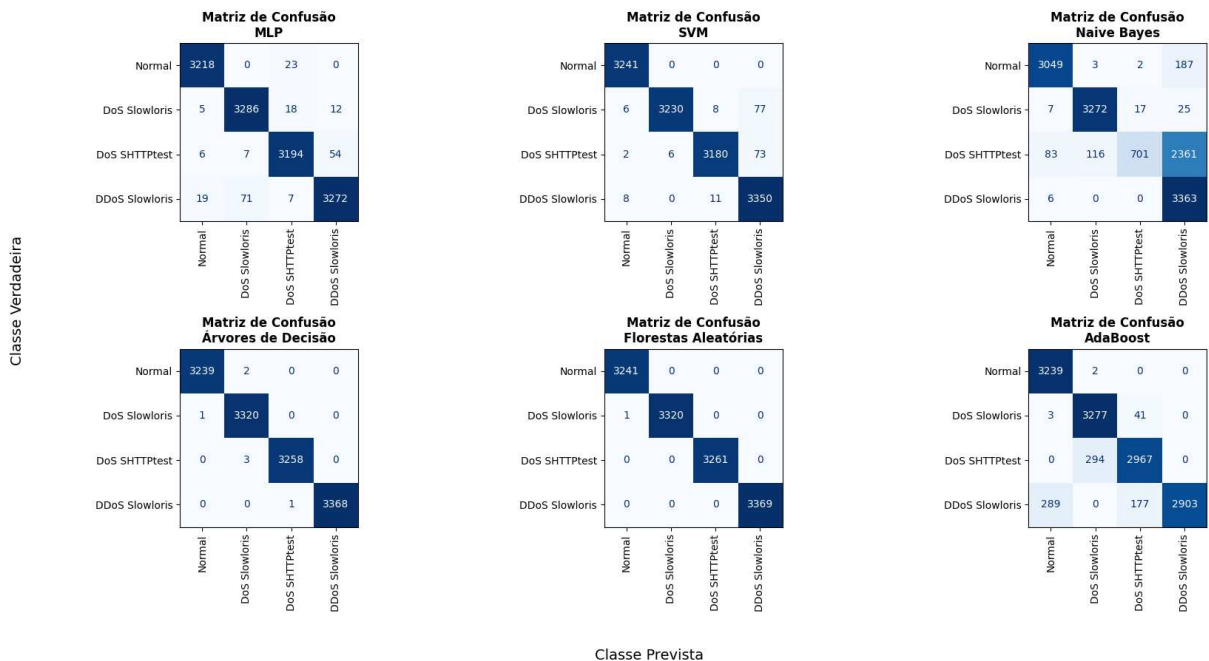 Matriz de Confusão
MLP
Normal 3218 0 23 0
DoS Slowloris 5 3286 18 12
DoS SHTTPtest 6 7 3194 54
DDoS Slowloris 19 71 7 3272
Normal
DoS Slowloris
DoS SHTTPtest
DDoS Slowloris
Matriz de Confusão
SVM
Normal 3241 0 0 0
DoS Slowloris 6 3230 8 77
DoS SHTTPtest 2 6 3180 73
DDoS Slowloris 8 0 11 3350
Normal
DoS Slowloris
DoS SHTTPtest
DDoS Slowloris
Matriz de Confusão
Naive Bayes
Normal 3049 3 2 187
DoS Slowloris 7 3272 17 25
DoS SHTTPtest 83 116 701 2361
DDoS Slowloris 6 0 0 3363
Normal
DoS Slowloris
DoS SHTTPtest
DDoS Slowloris
Classe Verdadeira
Matriz de Confusão
Árvores de Decisão
Normal 3239 2 0 0
DoS Slowloris 1 3320 0 0
DoS SHTTPtest 0 3 3258 0
DDoS Slowloris 0 0 1 3368
Normal
DoS Slowloris
DoS SHTTPtest
DDoS Slowloris
Matriz de Confusão
Florestas Aleatórias
Normal 3241 0 0 0
DoS Slowloris 1 3320 0 0
DoS SHTTPtest 0 0 3261 0
DDoS Slowloris 0 0 0 3369
Normal
DoS Slowloris
DoS SHTTPtest
DDoS Slowloris
Matriz de Confusão
AdaBoost
Normal 3239 2 0 0
DoS Slowloris 3 3277 41 0
DoS SHTTPtest 0 294 2967 0
DDoS Slowloris 289 0 177 2903
Normal
DoS Slowloris
DoS SHTTPtest
DDoS Slowloris
Classe Prevista